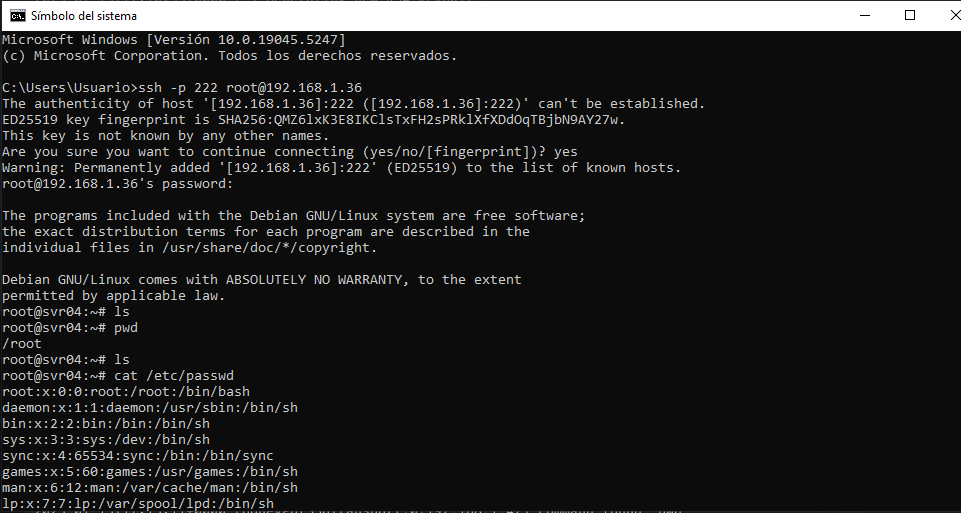 Símbolo del sistema
Microsoft Windows [Versión 10.0.19045.5247]
(c) Microsoft Corporation. Todos los derechos reservados.
C:\Users\Usuario>ssh -p 222 root@192.168.1.36
The authenticity of host '[192.168.1.36]:222 ([192.168.1.36]:222)' can't be established.
ED25519 key fingerprint is SHA256:QMZ6lxK3E8IKClsTxFH2sPRklXfXDdOqTBjbN9AY27w.
This key is not known by any other names.
Are you sure you want to continue connecting (yes/no/[fingerprint])? yes
Warning: Permanently added '[192.168.1.36]:222' (ED25519) to the list of known hosts.
root@192.168.1.36's password:
The programs included with the Debian GNU/Linux system are free software;
the exact distribution terms for each program are described in the
individual files in /usr/share/doc/*/copyright.
Debian GNU/Linux comes with ABSOLUTELY NO WARRANTY, to the extent
permitted by applicable law.
root@svr04:~# ls
root@svr04:~# pwd
/root
root@svr04:~# ls
root@svr04:~# cat /etc/passwd
root:x:0:0:root:/root:/bin/bash
daemon:x:1:1:daemon:/usr/sbin:/bin/sh
bin:x:2:2:bin:/bin:/bin/sh
sys:x:3:3:sys:/dev:/bin/sh
sync:x:4:65534:sync:/bin:/bin/sync
games:x:5:60:games:/usr/games:/bin/sh
man:x:6:12:man:/var/cache/man:/bin/sh
lp:x:7:7:lp:/var/spool/lpd:/bin/sh